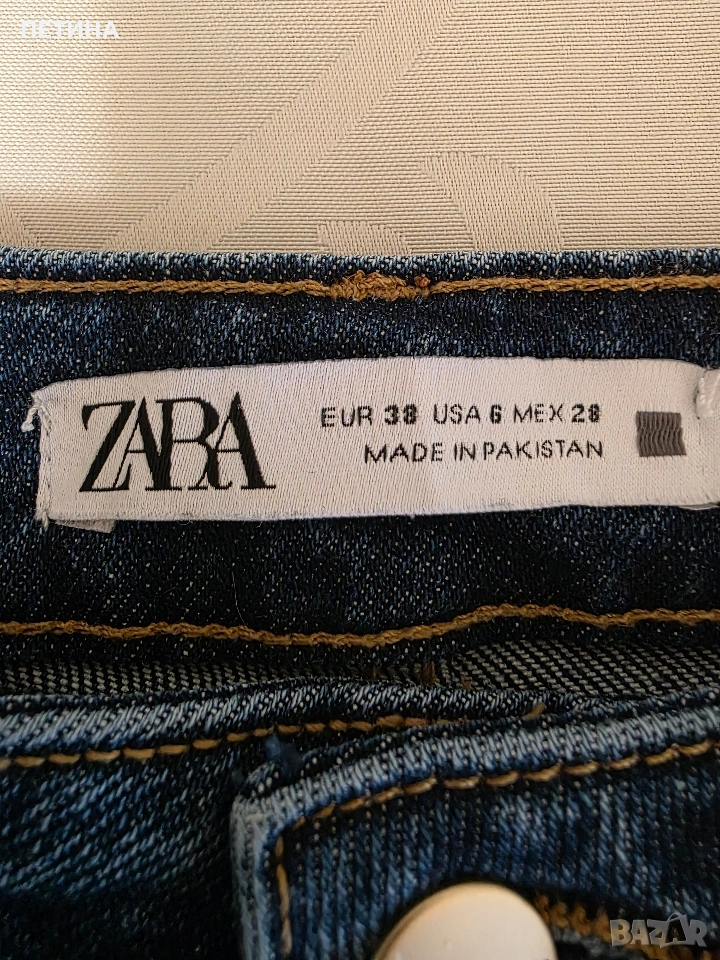 ПЕТИНА
ZARA
EUR 38 USA 6 MEX 28
MADE IN PAKISTAN
BAZAR